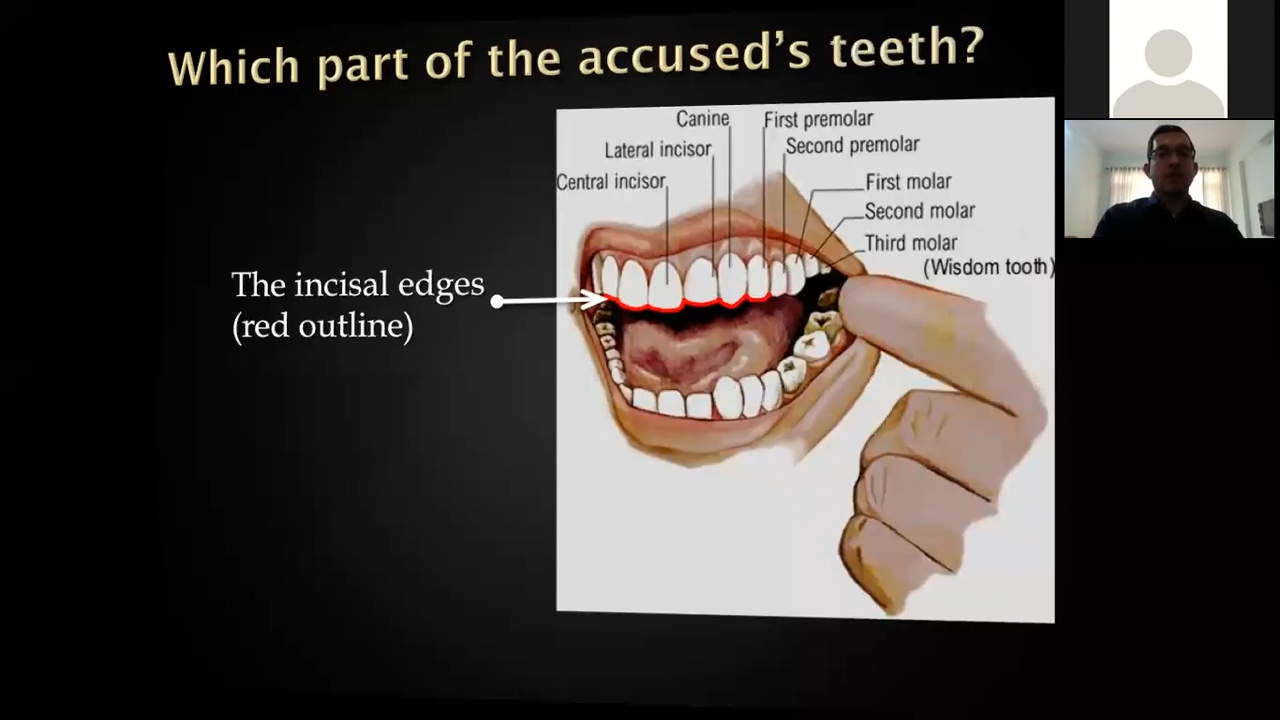 Which part of the accused's teeth?
Canine
First premolar
Lateral incisor
Second premolar
Central incisor
First molar
Second molar
Third molar
(Wisdom tooth)
The incisal edges
(red outline)